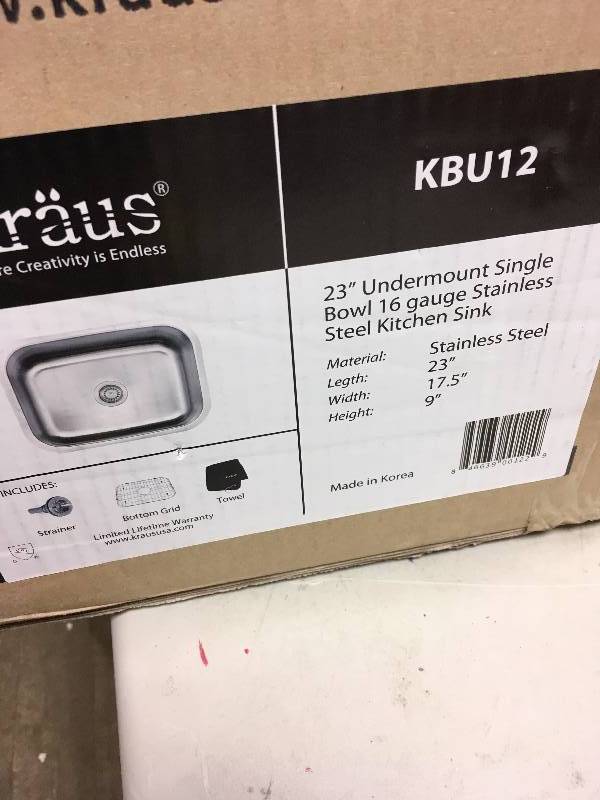 räus®
re Creativity is Endless
KBU12
23” Undermount Single
Bowl 16 gauge Stainless
Steel Kitchen Sink
Material: Stainless Steel
Legth: 23”
Width: 17.5”
Height: 9”
Made in Korea
INCLUDES:
Strainer
Bottom Grid
Towel
Limited Lifetime Warranty
www.krausусa.com